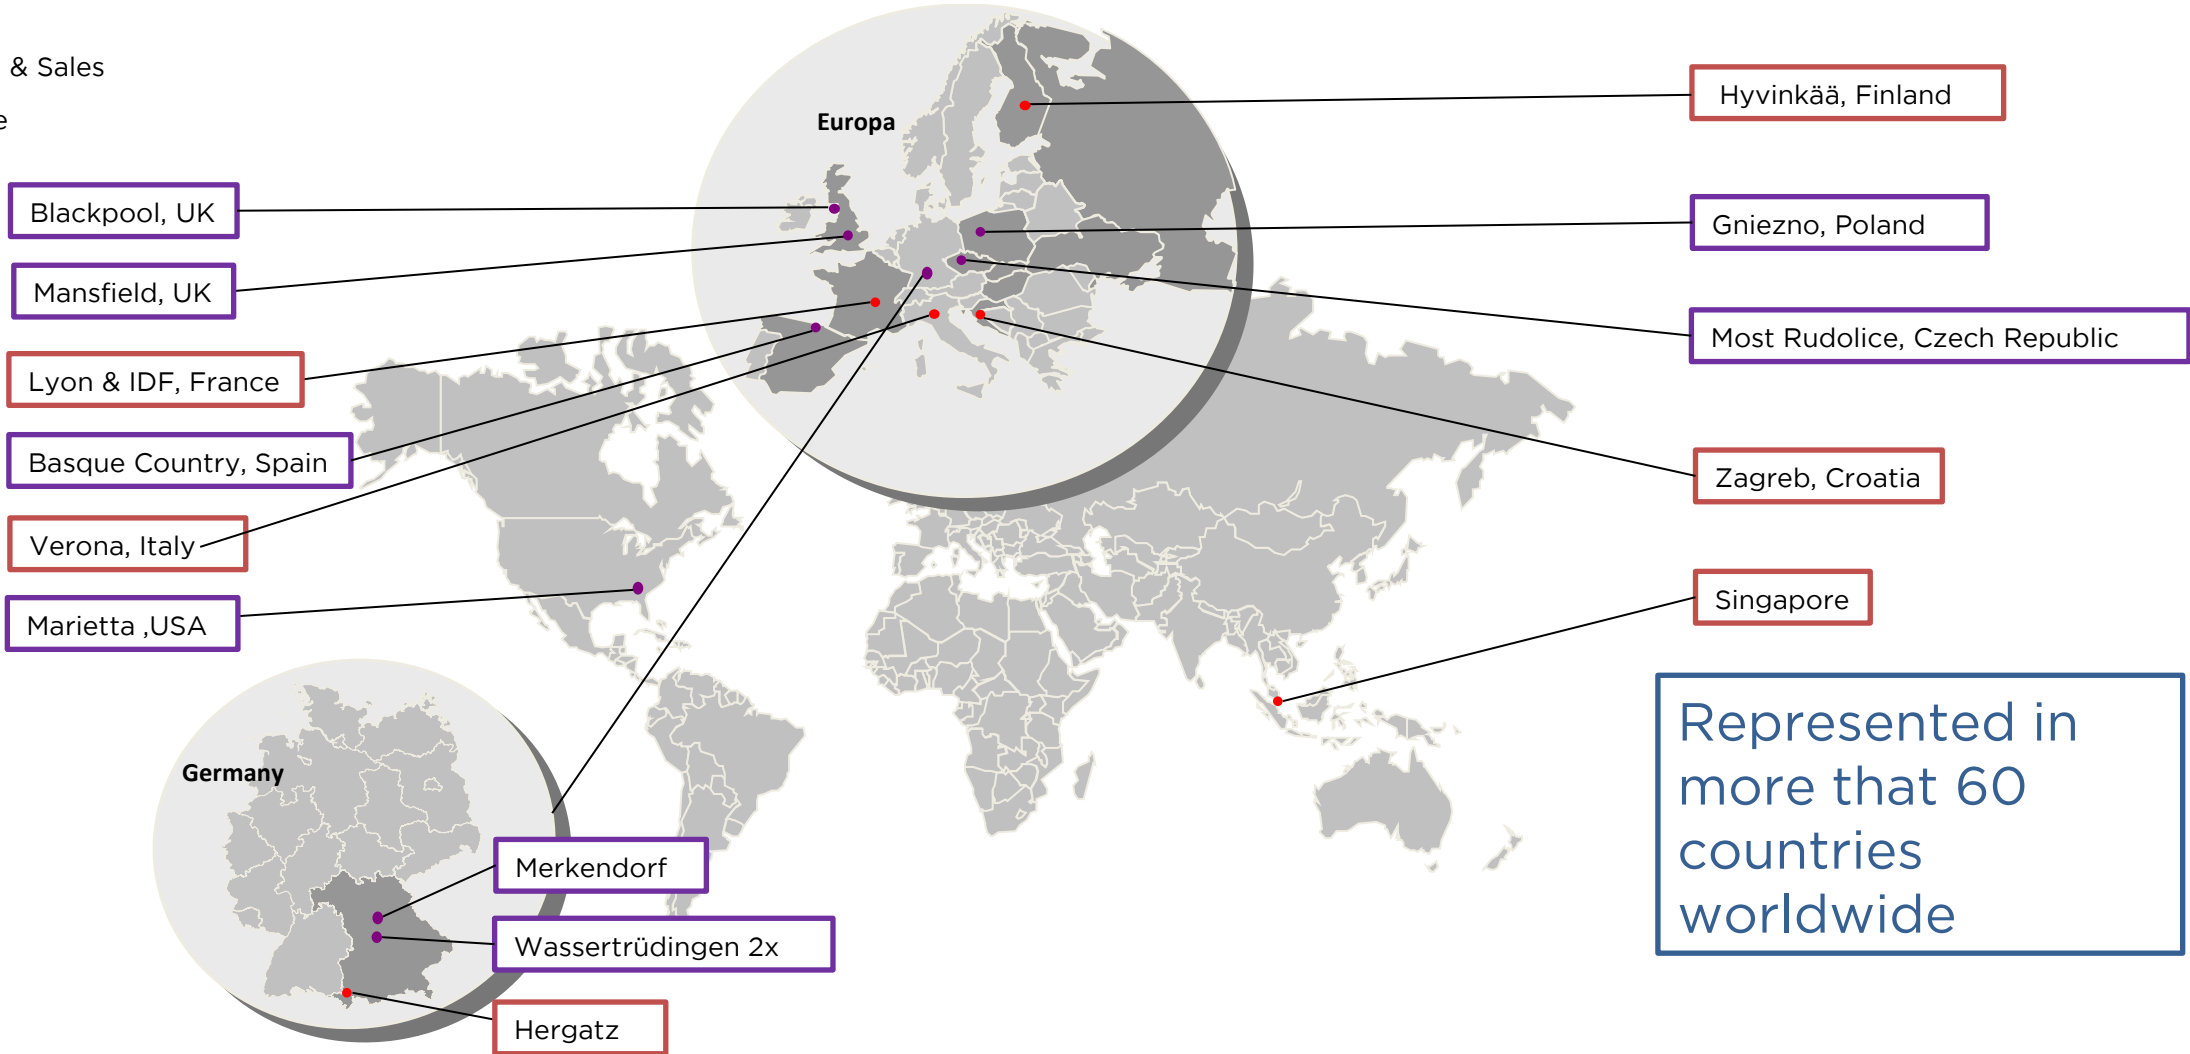 & Sales
e
Europa
Hyvinkää, Finland
Blackpool, UK
Gniezno, Poland
Mansfield, UK
Most Rudolice, Czech Republic
Lyon & IDF, France
Basque Country, Spain
Zagreb, Croatia
Verona, Italy
Singapore
Marietta ,USA
Represented in
more that 60
countries
worldwide
Germany
Merkendorf
Wassertrüdingen 2x
Hergatz